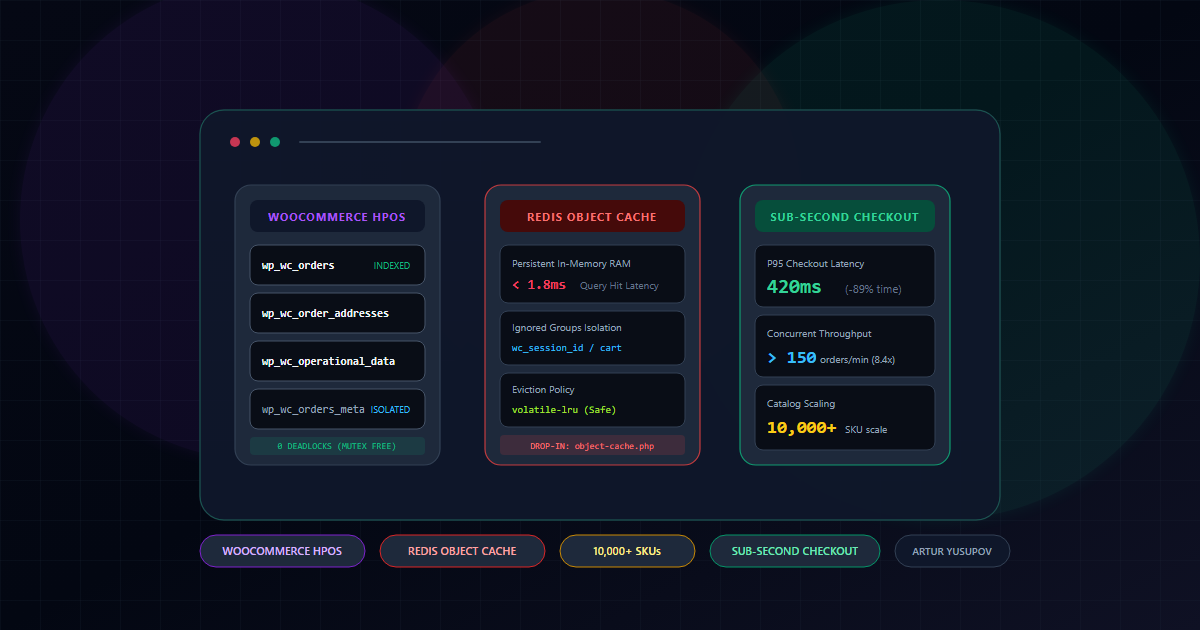 WOOCOMMERCE HPOS
wp_wc_orders INDEXED
wp_wc_order_addresses
wp_wc_operational_data
wp_wc_orders_meta ISOLATED
0 DEADLOCKS (MUTEX FREE)
REDIS OBJECT CACHE
Persistent In-Memory RAM
< 1.8ms Query Hit Latency
Ignored Groups Isolation
wc_session_id / cart
Eviction Policy
volatile-lru (Safe)
DROP-IN: object-cache.php
SUB-SECOND CHECKOUT
P95 Checkout Latency
420ms (-89% time)
Concurrent Throughput
> 150 orders/min (8.4x)
Catalog Scaling
10,000+ SKU scale
WOOCOMMERCE HPOS
REDIS OBJECT CACHE
10,000+ SKUs
SUB-SECOND CHECKOUT
ARTUR YUSUPOV